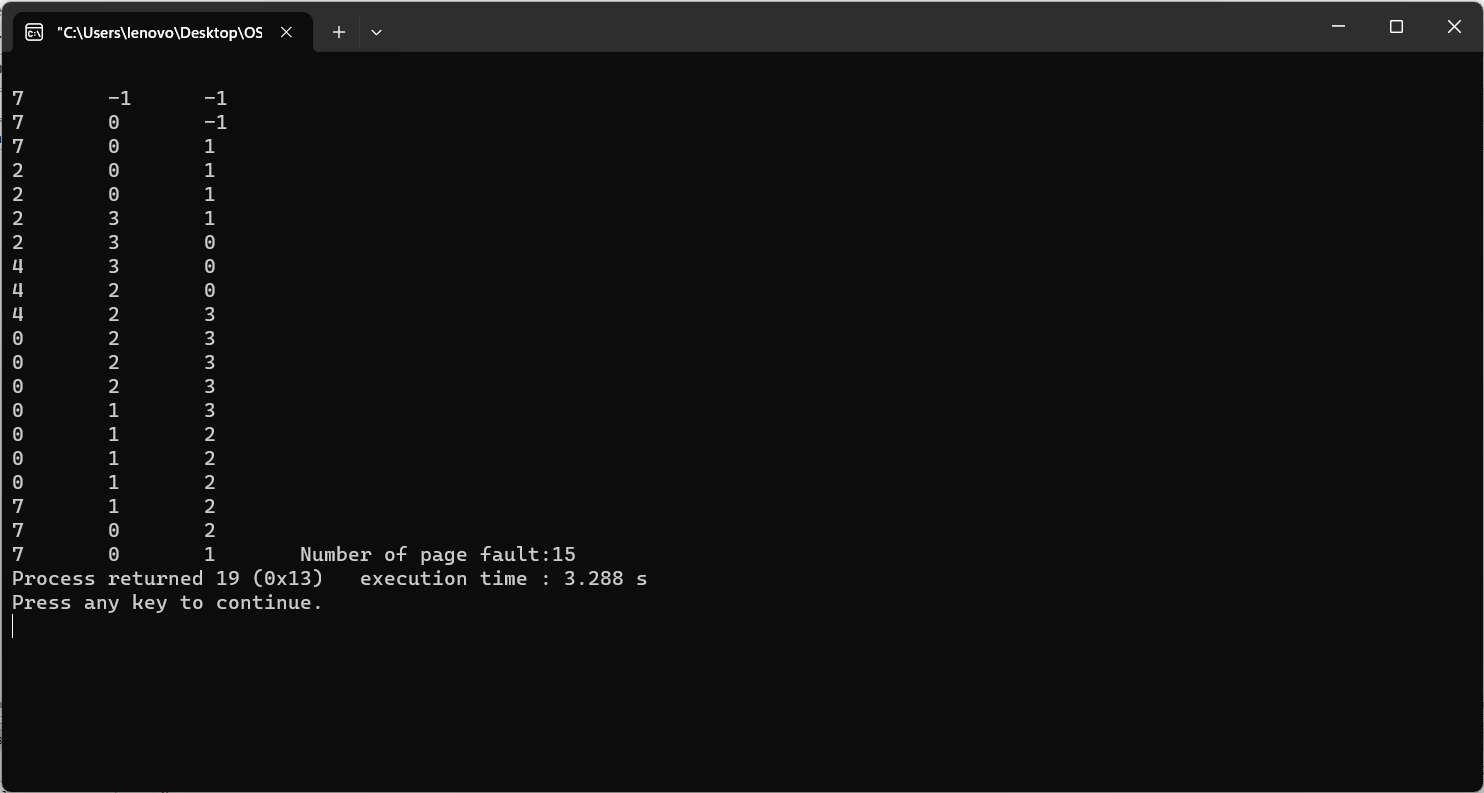 "C:\Users\lenovo\Desktop\OS
7 -1 -1
7 0 -1
7 0 1
2 0 1
2 0 1
2 3 1
2 3 0
4 3 0
4 2 0
4 2 3
0 2 3
0 2 3
0 2 3
0 1 3
0 1 2
0 1 2
0 1 2
7 1 2
7 0 2
7 0 1 Number of page fault:15
Process returned 19 (0x13) execution time : 3.288 s
Press any key to continue.